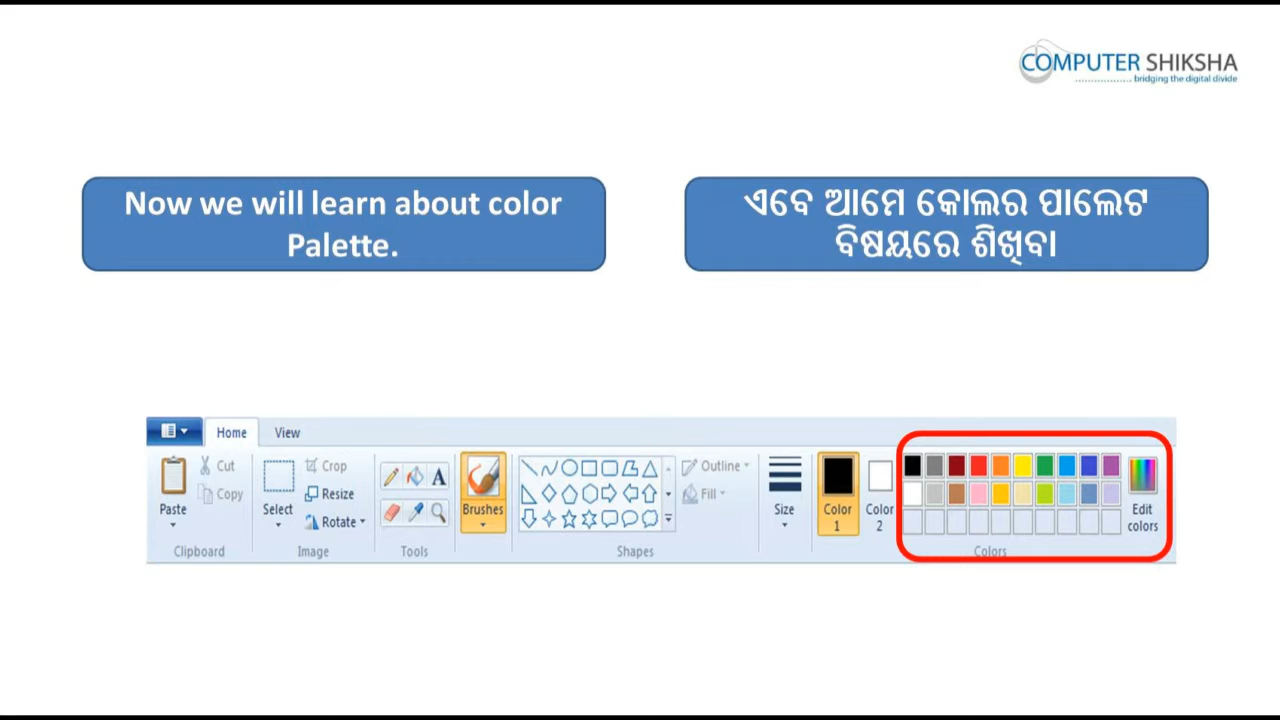 COMPUTER SHIKSHA
bridging the digital divide
Now we will learn about color
Palette.
ଏବେ ଆମେ କୋଲର ପାଲେଟ
ବିଷୟରେ ଶିଖିବା
Home View
Cut
Copy
Paste
Clipboard
Select
Crop
Resize
Rotate
Image
A
Tools
Brushes
Outline
Fill
Shapes
Size
Color
1
Color
2
Edit
colors
Colors